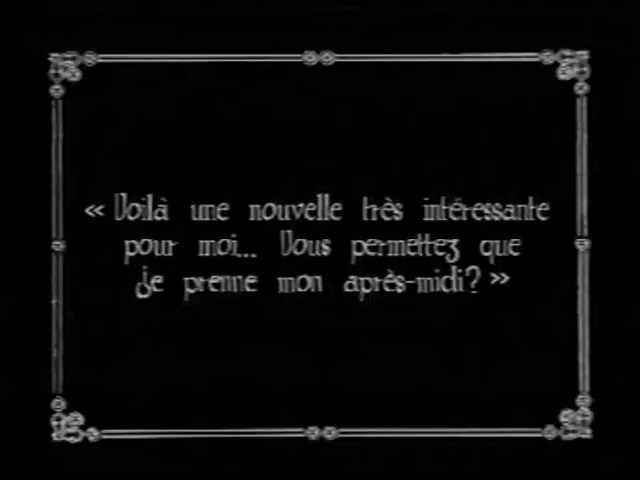 « Voilà une nouvelle très intéressante
pour moi... Vous permettez que
je prenne mon après-midi? »